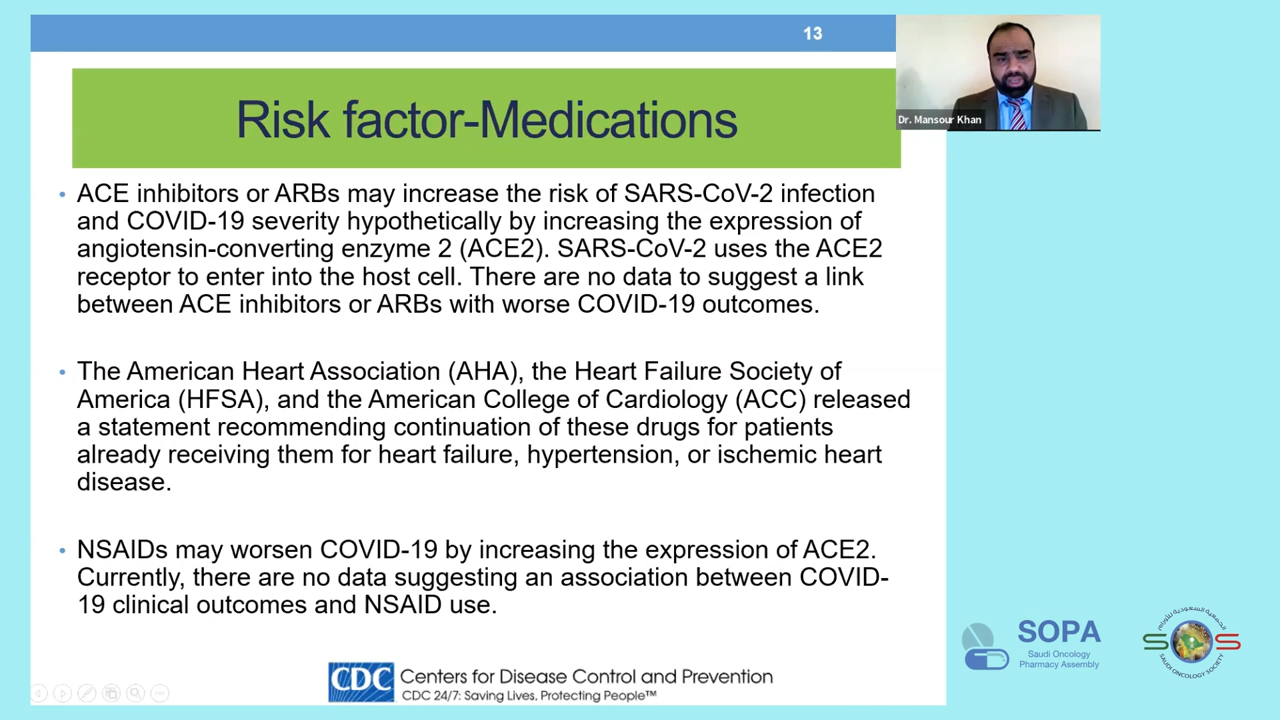 13
Dr. Mansour Khan
Risk factor-Medications
• ACE inhibitors or ARBs may increase the risk of SARS-CoV-2 infection
and COVID-19 severity hypothetically by increasing the expression of
angiotensin-converting enzyme 2 (ACE2). SARS-CoV-2 uses the ACE2
receptor to enter into the host cell. There are no data to suggest a link
between ACE inhibitors or ARBs with worse COVID-19 outcomes.
• The American Heart Association (AHA), the Heart Failure Society of
America (HFSA), and the American College of Cardiology (ACC) released
a statement recommending continuation of these drugs for patients
already receiving them for heart failure, hypertension, or ischemic heart
disease.
• NSAIDs may worsen COVID-19 by increasing the expression of ACE2.
Currently, there are no data suggesting an association between COVID-
19 clinical outcomes and NSAID use.
CDC
Centers for Disease Control and Prevention
CDC 24/7: Saving Lives, Protecting People™
SOPA
Saudi Oncology
Pharmacy Assembly
الجمعية السعودية للأورام
SOS
SAUDI ONCOLOGY SOCIETY